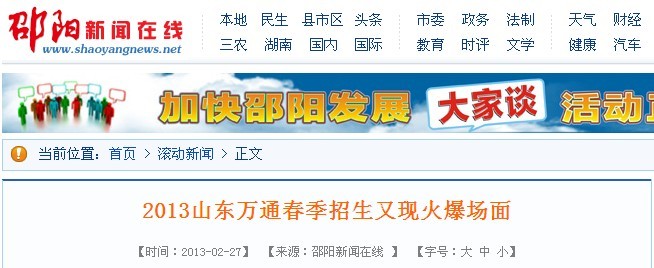 邵阳新闻在线
www.shaoyangnews.net
本地 民生 县市区 头条 市委 政务 法制 天气 财经
三农 湖南 国内 国际 教育 时评 文学 健康 汽车
加快邵阳发展 大家谈 活动
当前位置：首页 > 滚动新闻 > 正文
2013山东万通春季招生又现火爆场面
【时间：2013-02-27】 【来源：邵阳新闻在线 】 【字号：大 中 小】